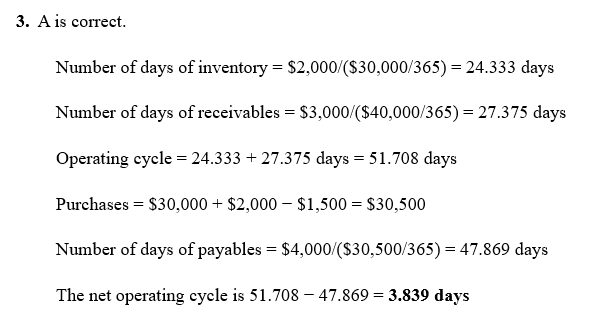 3. A is correct.
Number of days of inventory = $2,000/($30,000/365) = 24.333 days
Number of days of receivables = $3,000/($40,000/365) = 27.375 days
Operating cycle = 24.333 + 27.375 days = 51.708 days
Purchases = $30,000 + $2,000 − $1,500 = $30,500
Number of days of payables = $4,000/($30,500/365) = 47.869 days
The net operating cycle is 51.708 − 47.869 = 3.839 days